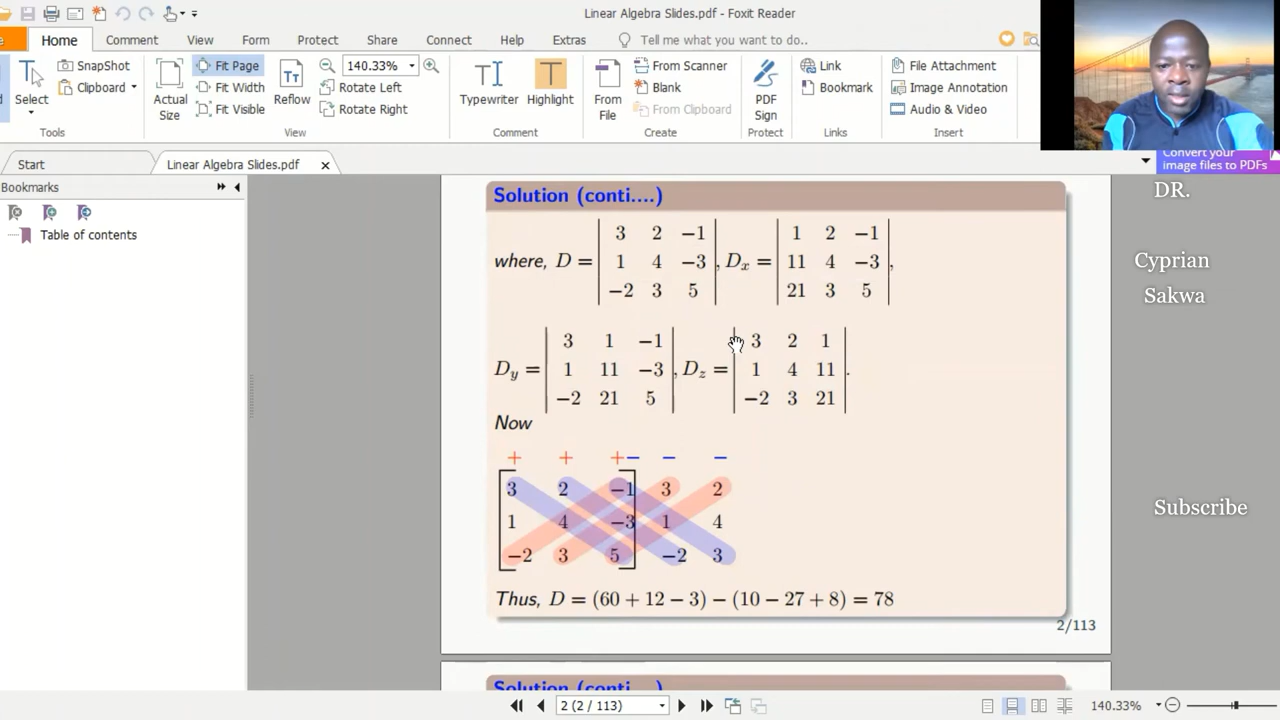 Linear Algebra Slides.pdf - Foxit Reader
Home Comment View Form Protect Share Connect Help Extras Tell me what you want to do..
Select
SnapShot
Clipboard
Tools
Actual Size
Fit Page
Fit Width
Fit Visible
Reflow
140.33%
Rotate Left
Rotate Right
View
Typewriter
Highlight
Comment
From File
From Scanner
Blank
From Clipboard
Create
PDF Sign
Protect
Link
Bookmark
Links
File Attachment
Image Annotation
Audio & Video
Insert
Start
Linear Algebra Slides.pdf
Convert your
image files to PDFs
Bookmarks
Table of contents
DR.
Cyprian
Sakwa
Subscribe
Solution (conti....)
3 2 −1 1 2 −1
where, D = 1 4 −3 , Dx = 11 4 −3 ,
−2 3 5 21 3 5
3 1 −1 3 2 1
Dy = 1 11 −3 , Dz = 1 4 11 .
−2 21 5 −2 3 21
Now
+ + + − − −
3 2 −1 3 2
1 4 −3 1 4
−2 3 5 −2 3
Thus, D = (60 + 12 − 3) − (10 − 27 + 8) = 78
2/113
Solution (conti....)
2 (2 / 113)
140.33%